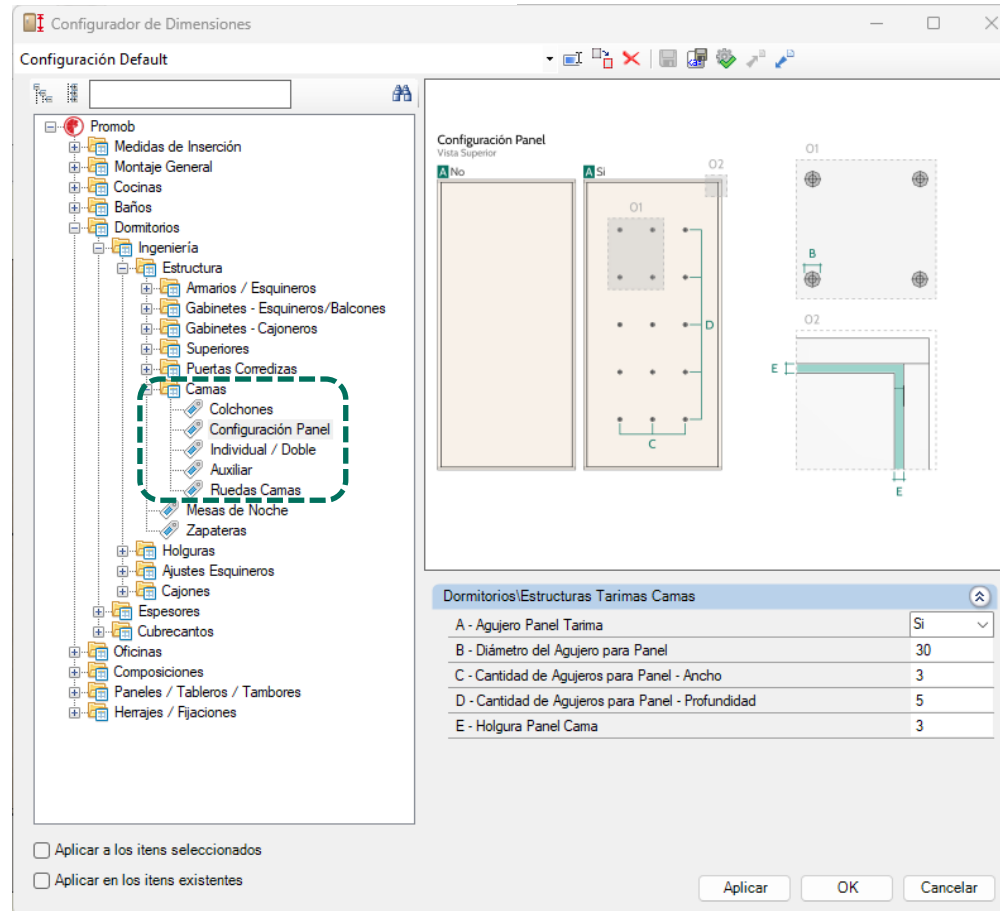 Configurador de Dimensiones
Configuración Default
Promob
Medidas de Inserción
Montaje General
Cocinas
Baños
Dormitorios
Ingeniería
Estructura
Armarios / Esquineros
Gabinetes - Esquineros/Balcones
Gabinetes - Cajoneros
Superiores
Puertas Corredizas
Camas
Colchones
Configuración Panel
Individual / Doble
Auxiliar
Ruedas Camas
Mesas de Noche
Zapateras
Holguras
Ajustes Esquineros
Cajones
Espesores
Cubrecantos
Oficinas
Composiciones
Paneles / Tableros / Tambores
Herrajes / Fijaciones
Configuración Panel
Vista Superior
A No
A Si
O2
O1
D
C
O1
B
O2
E
E
Dormitorios\Estructuras Tarimas Camas
A - Agujero Panel Tarima Si
B - Diámetro del Agujero para Panel 30
C - Cantidad de Agujeros para Panel - Ancho 3
D - Cantidad de Agujeros para Panel - Profundidad 5
E - Holgura Panel Cama 3
Aplicar a los itens seleccionados
Aplicar en los itens existentes
Aplicar OK Cancelar